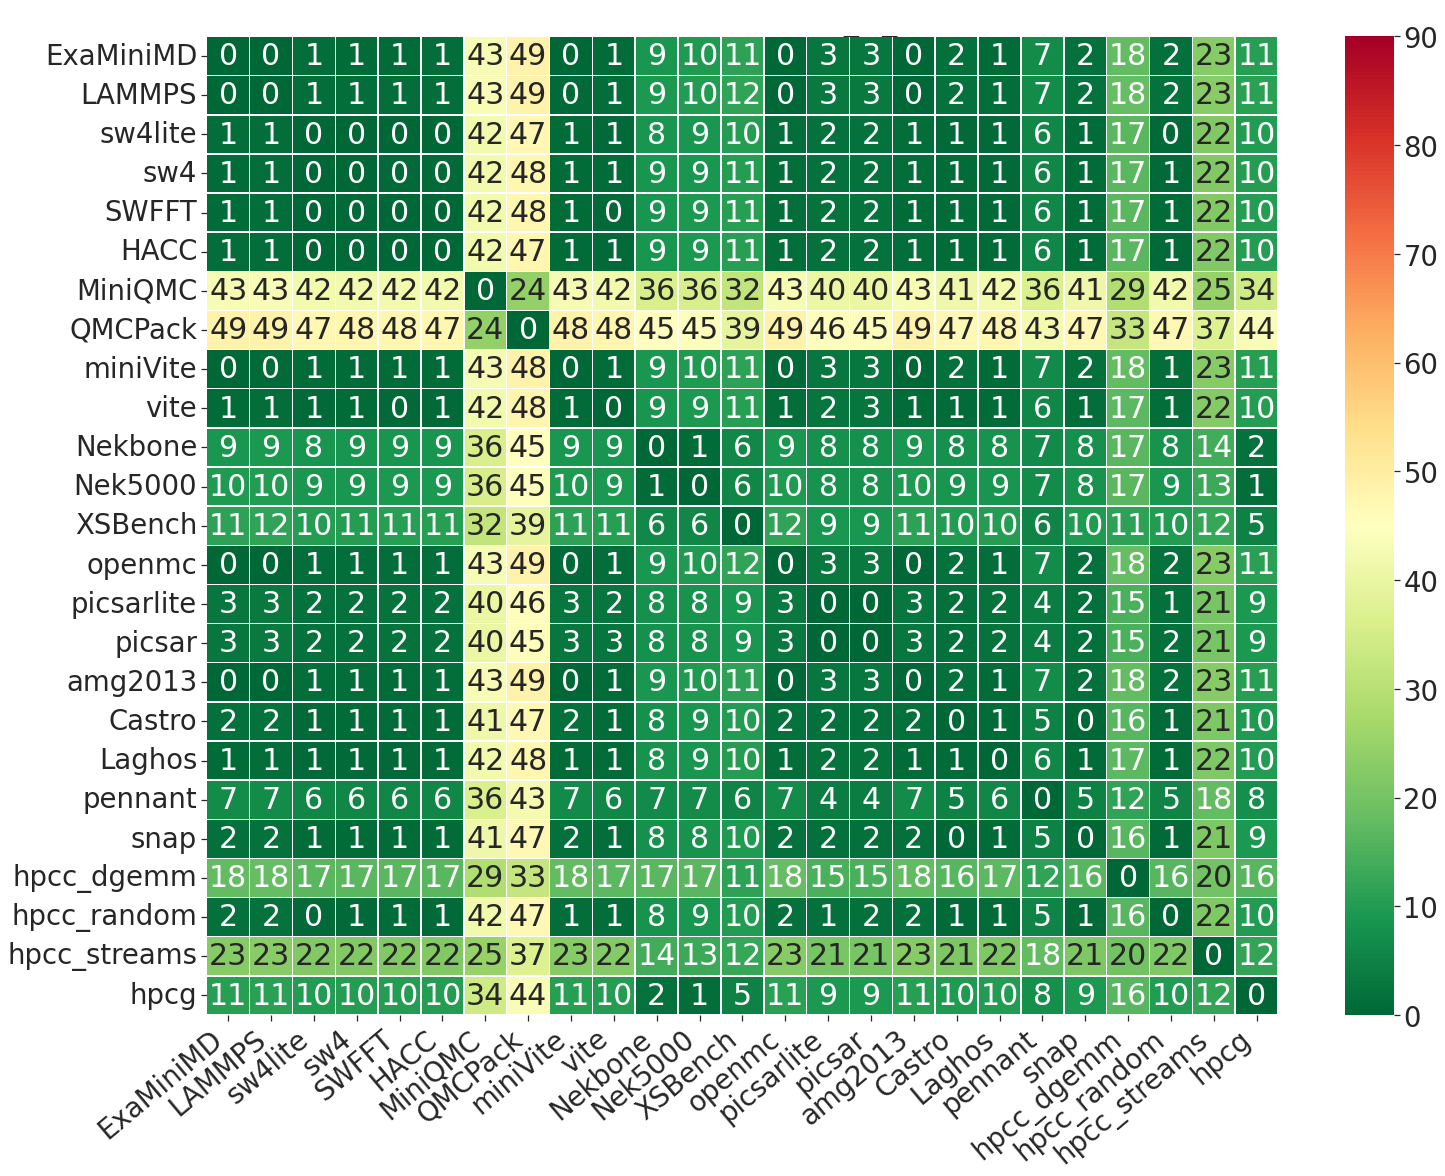 ExaMiniMD 0 0 1 1 1 1 43 49 0 1 9 10 11 0 3 3 0 2 1 7 2 18 2 23 11
LAMMPS 0 0 1 1 1 1 43 49 0 1 9 10 12 0 3 3 0 2 1 7 2 18 2 23 11
sw4lite 1 1 0 0 0 0 42 47 1 1 8 9 10 1 2 2 1 1 1 6 1 17 0 22 10
sw4 1 1 0 0 0 0 42 48 1 1 9 9 11 1 2 2 1 1 1 6 1 17 1 22 10
SWFFT 1 1 0 0 0 0 42 48 1 0 9 9 11 1 2 2 1 1 1 6 1 17 1 22 10
HACC 1 1 0 0 0 0 42 47 1 1 9 9 11 1 2 2 1 1 1 6 1 17 1 22 10
MiniQMC 43 43 42 42 42 42 0 24 43 42 36 36 32 43 40 40 43 41 42 36 41 29 42 25 34
QMCPack 49 49 47 48 48 47 24 0 48 48 45 45 39 49 46 45 49 47 48 43 47 33 47 37 44
miniVite 0 0 1 1 1 1 43 48 0 1 9 10 11 0 3 3 0 2 1 7 2 18 1 23 11
vite 1 1 1 1 0 1 42 48 1 0 9 9 11 1 2 3 1 1 1 6 1 17 1 22 10
Nekbone 9 9 8 9 9 9 36 45 9 9 0 1 6 9 8 8 9 8 8 7 8 17 8 14 2
Nek5000 10 10 9 9 9 9 36 45 10 9 1 0 6 10 8 8 10 9 9 7 8 17 9 13 1
XSBench 11 12 10 11 11 11 32 39 11 11 6 6 0 12 9 9 11 10 10 6 10 11 10 12 5
openmc 0 0 1 1 1 1 43 49 0 1 9 10 12 0 3 3 0 2 1 7 2 18 2 23 11
picsarlite 3 3 2 2 2 2 40 46 3 2 8 8 9 3 0 0 3 2 2 4 2 15 1 21 9
picsar 3 3 2 2 2 2 40 45 3 3 8 8 9 3 0 0 3 2 2 4 2 15 2 21 9
amg2013 0 0 1 1 1 1 43 49 0 1 9 10 11 0 3 3 0 2 1 7 2 18 2 23 11
Castro 2 2 1 1 1 1 41 47 2 1 8 9 10 2 2 2 2 0 1 5 0 16 1 21 10
Laghos 1 1 1 1 1 1 42 48 1 1 8 9 10 1 2 2 1 1 0 6 1 17 1 22 10
pennant 7 7 6 6 6 6 36 43 7 6 7 7 6 7 4 4 7 5 6 0 5 12 5 18 8
snap 2 2 1 1 1 1 41 47 2 1 8 8 10 2 2 2 2 0 1 5 0 16 1 21 9
hpcc_dgemm 18 18 17 17 17 17 29 33 18 17 17 17 11 18 15 15 18 16 17 12 16 0 16 20 16
hpcc_random 2 2 0 1 1 1 42 47 1 1 8 9 10 2 1 2 2 1 1 5 1 16 0 22 10
hpcc_streams 23 23 22 22 22 22 25 37 23 22 14 13 12 23 21 21 23 21 22 18 21 20 22 0 12
hpcg 11 11 10 10 10 10 34 44 11 10 2 1 5 11 9 9 11 10 10 8 9 16 10 12 0
ExaMiniMD
LAMMPS
sw4lite
sw4
SWFFT
HACC
MiniQMC
QMCPack
miniVite
vite
Nekbone
Nek5000
XSBench
openmc
picsarlite
picsar
amg2013
Castro
Laghos
pennant
snap
hpcc_dgemm
hpcc_random
hpcc_streams
hpcg
90
80
70
60
50
40
30
20
10
0